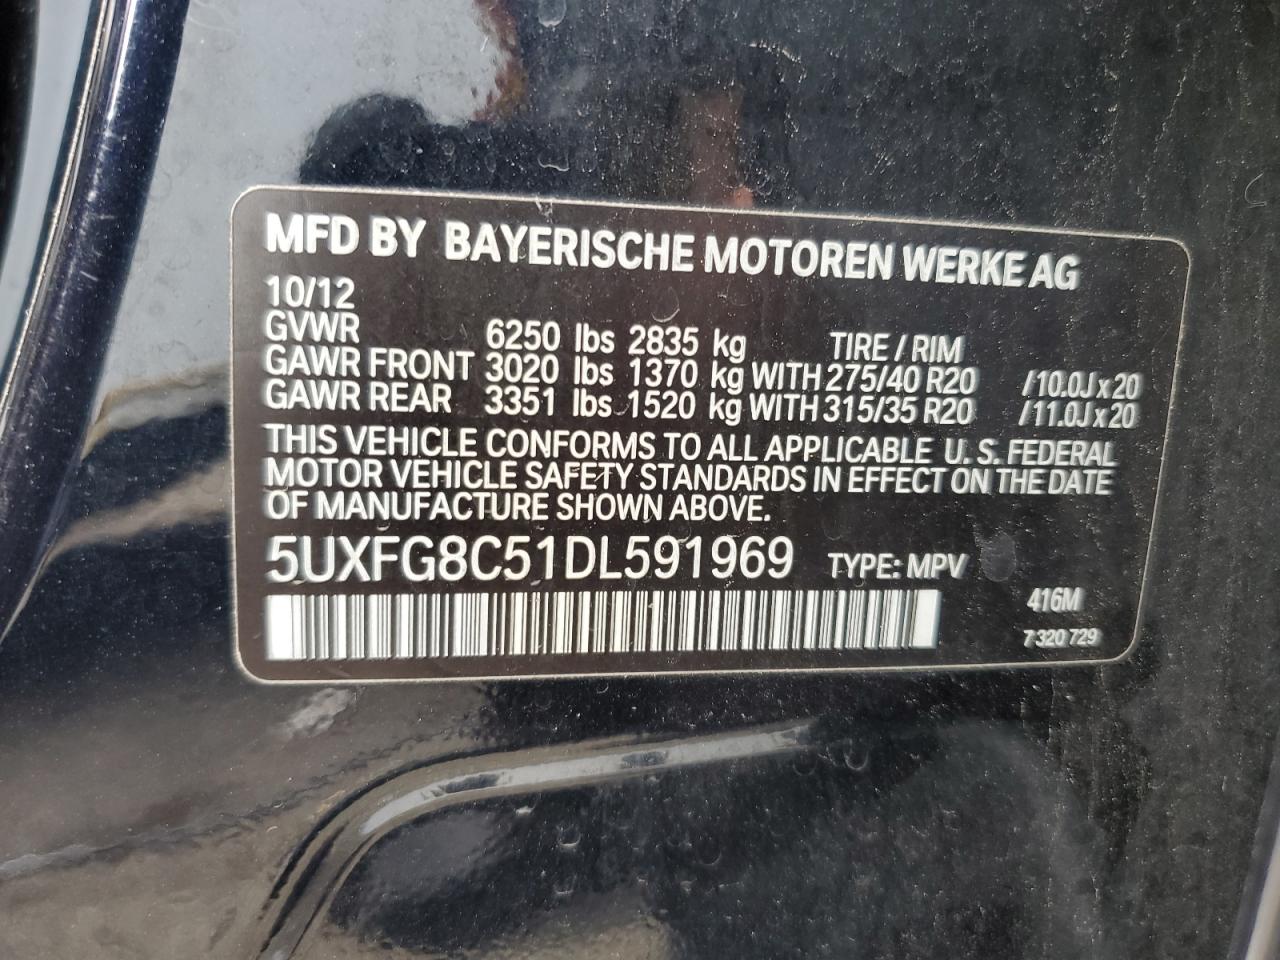 MFD BY BAYERISCHE MOTOREN WERKE AG
10/12
GVWR 6250 lbs 2835 kg TIRE / RIM
GAWR FRONT 3020 lbs 1370 kg WITH 275/40 R20 /10.0J x 20
GAWR REAR 3351 lbs 1520 kg WITH 315/35 R20 /11.0J x 20
THIS VEHICLE CONFORMS TO ALL APPLICABLE U. S. FEDERAL
MOTOR VEHICLE SAFETY STANDARDS IN EFFECT ON THE DATE
OF MANUFACTURE SHOWN ABOVE.
5UXFG8C51DL591969 TYPE: MPV
416M
7 320 729